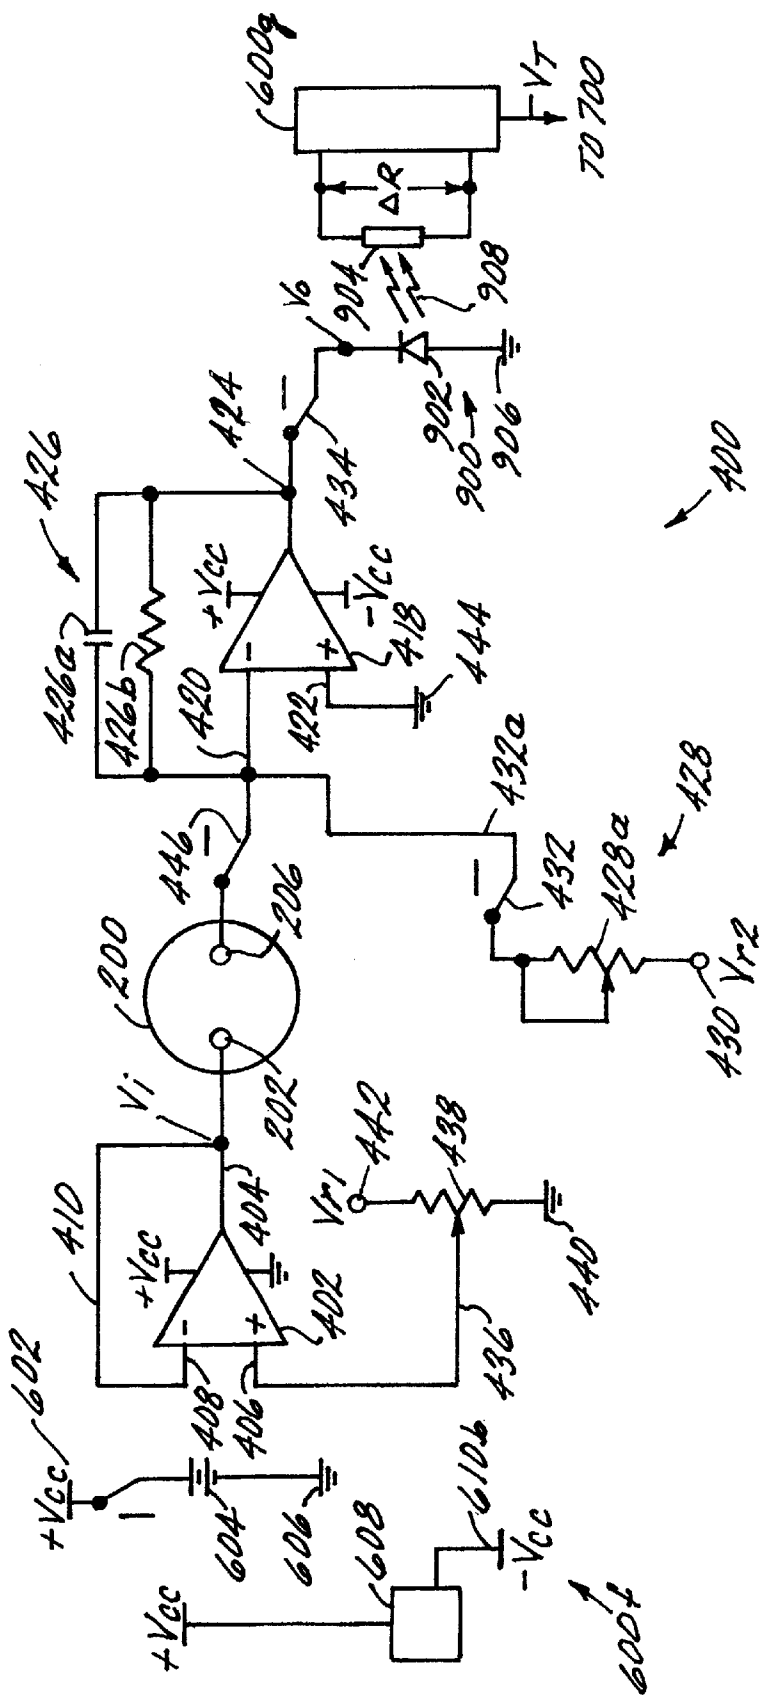 +Vcc
602
604
606
+Vcc
608
610b
-Vcc
600f
410
+Vcc
-
+
408
406
402
404
436
Vi
Vr1
442
438
440
200
202
206
446
420
422
426
426a
426b
+Vcc
-
+
-Vcc
418
444
424
434
432a
432
428
428a
430
Vr2
400
Vo
904
902
900
906
908
ΔR
600g
VT
TO 700